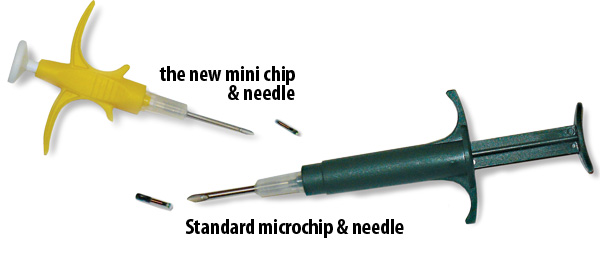 the new mini chip
& needle
Standard microchip & needle